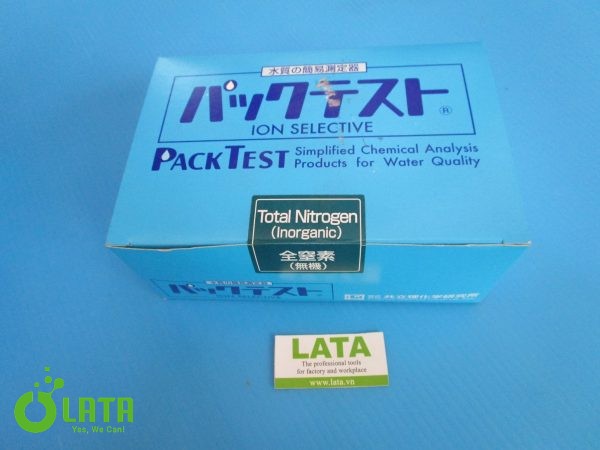 水質の簡易測定器
パックテスト®
ION SELECTIVE
PACKTEST Simplified Chemical Analysis
Products for Water Quality
Total Nitrogen
(Inorganic)
全窒素
(無機)
パックテスト
LATA
The professional tools
for factory and workplace
www.lata.vn
LATA
Yes, We Can!